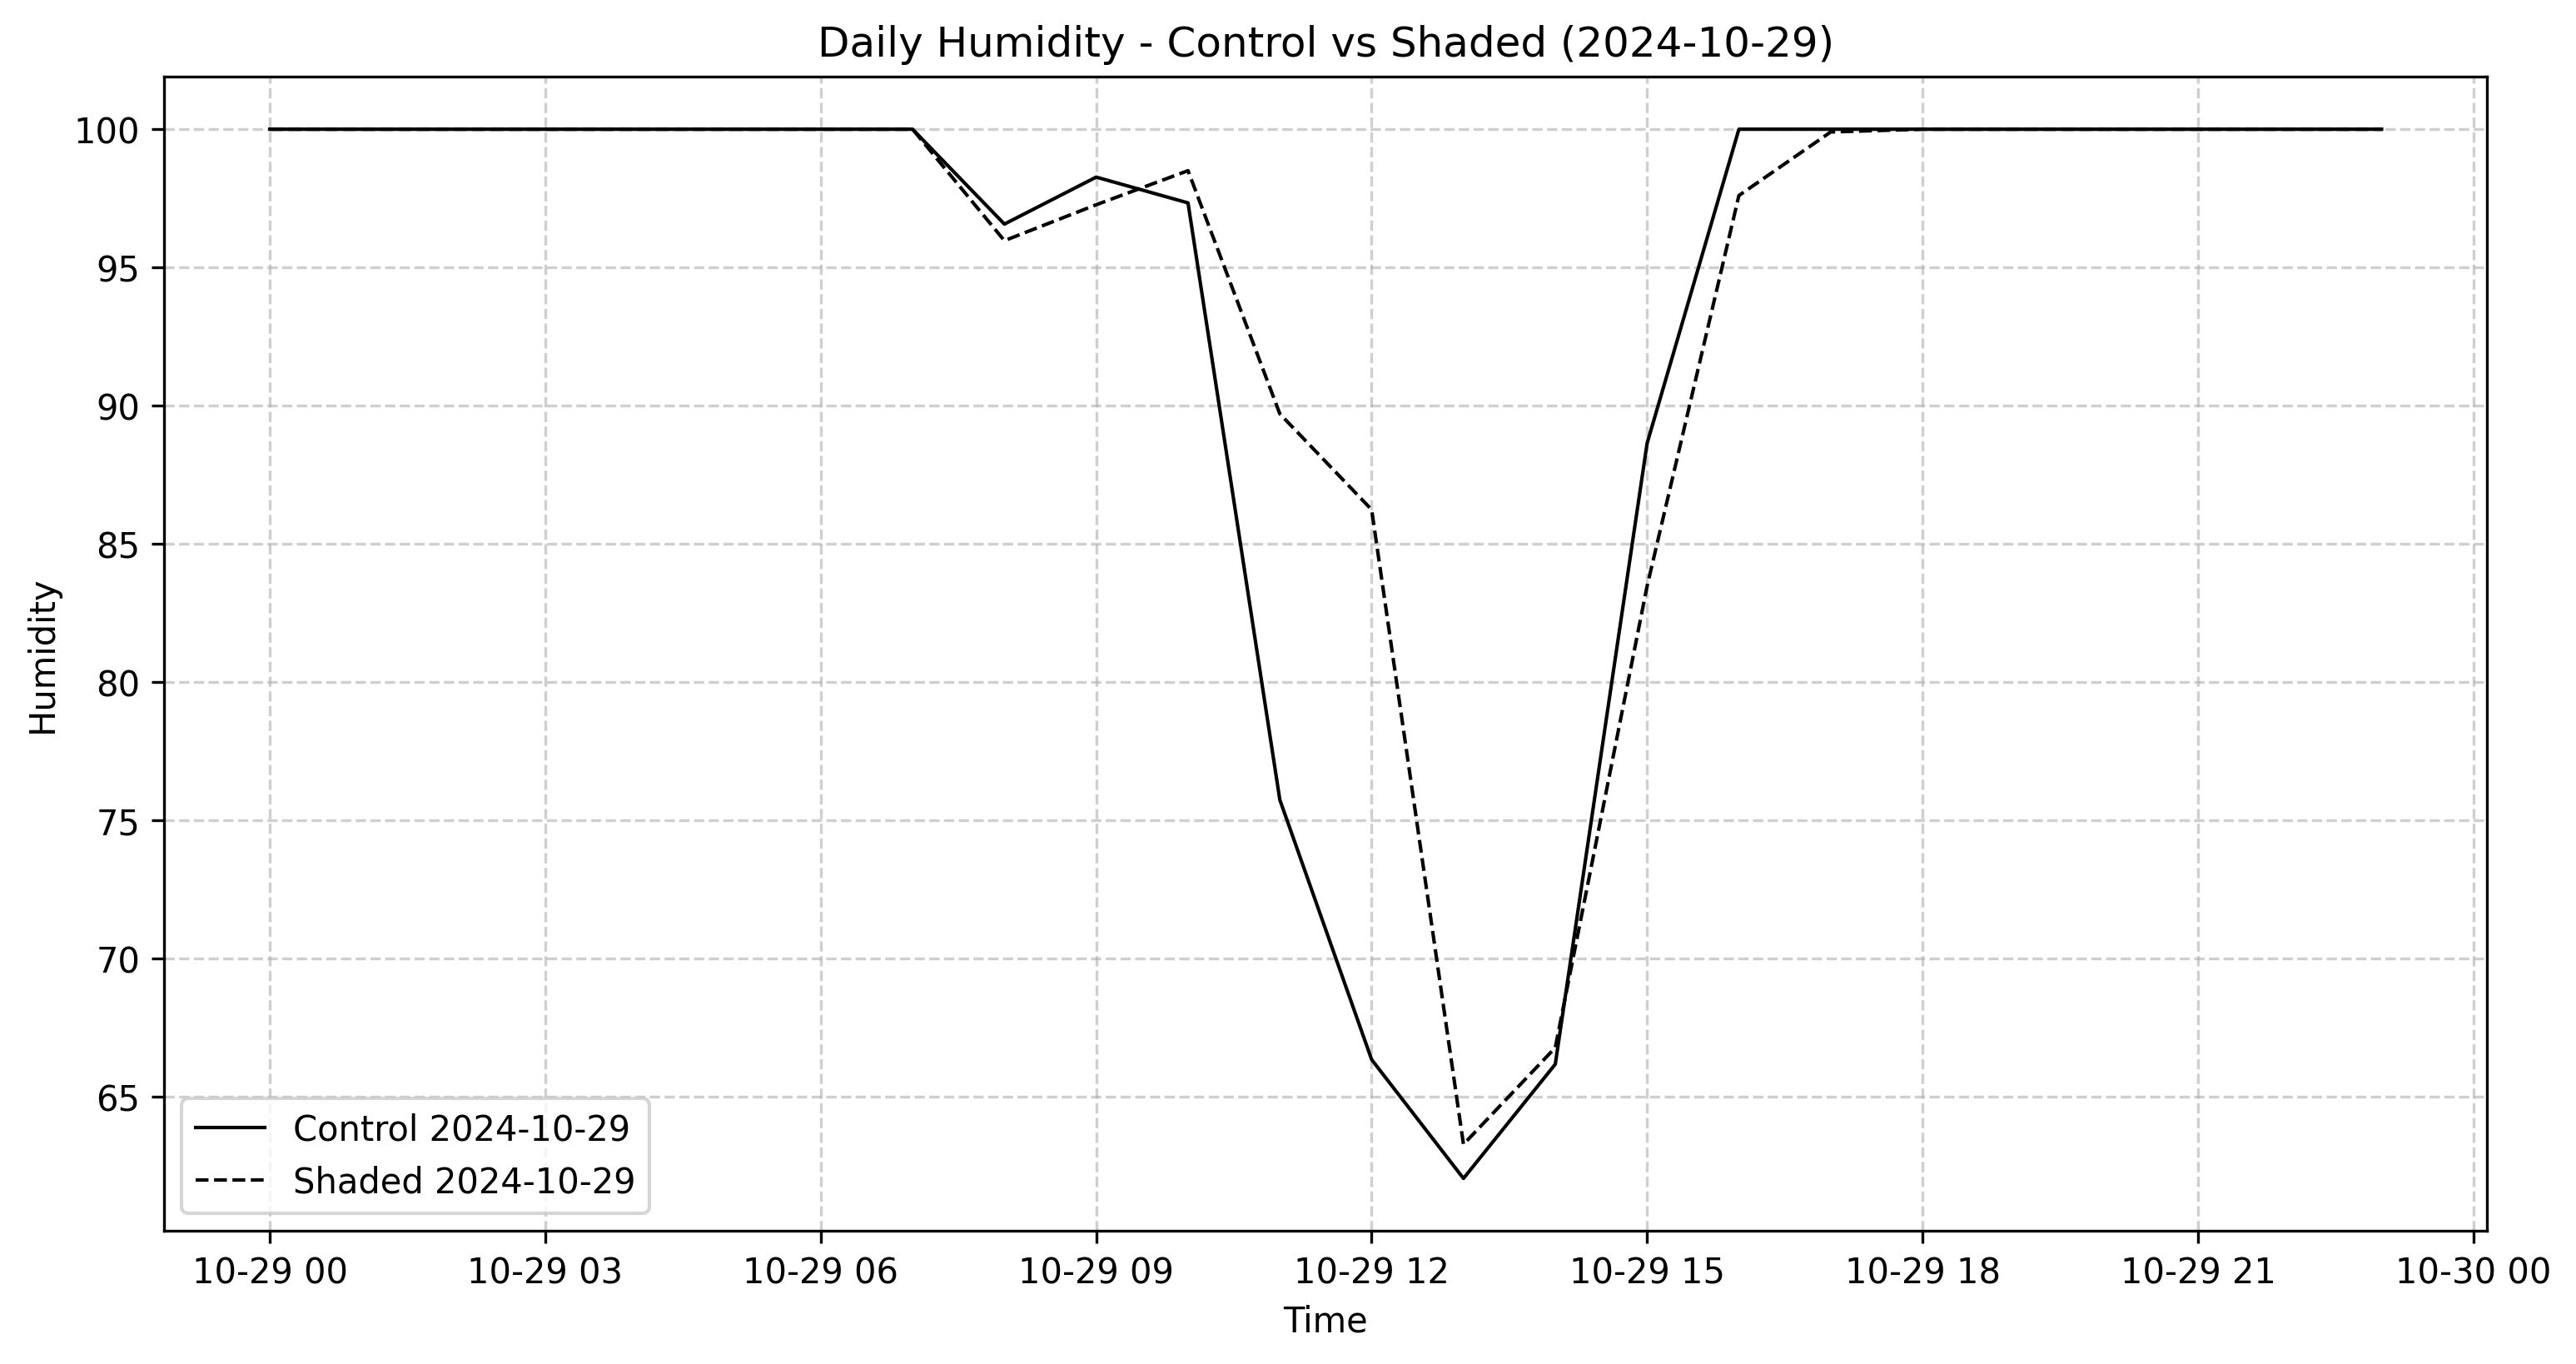 Daily Humidity - Control vs Shaded (2024-10-29)
Humidity
100
95
90
85
80
75
70
65
Control 2024-10-29
Shaded 2024-10-29
10-29 00 10-29 03 10-29 06 10-29 09 10-29 12 10-29 15 10-29 18 10-29 21 10-30 00
Time